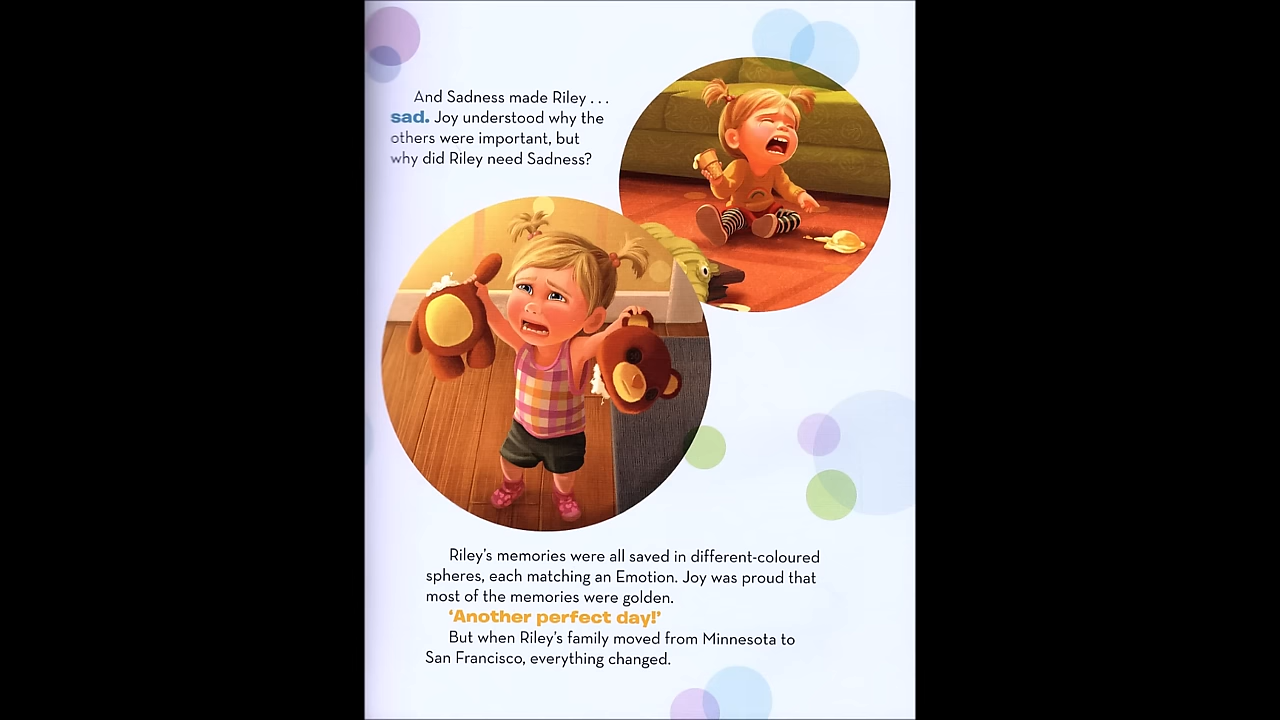 And Sadness made Riley . . .
sad. Joy understood why the
others were important, but
why did Riley need Sadness?
Riley's memories were all saved in different-coloured
spheres, each matching an Emotion. Joy was proud that
most of the memories were golden.
'Another perfect day!'
But when Riley's family moved from Minnesota to
San Francisco, everything changed.